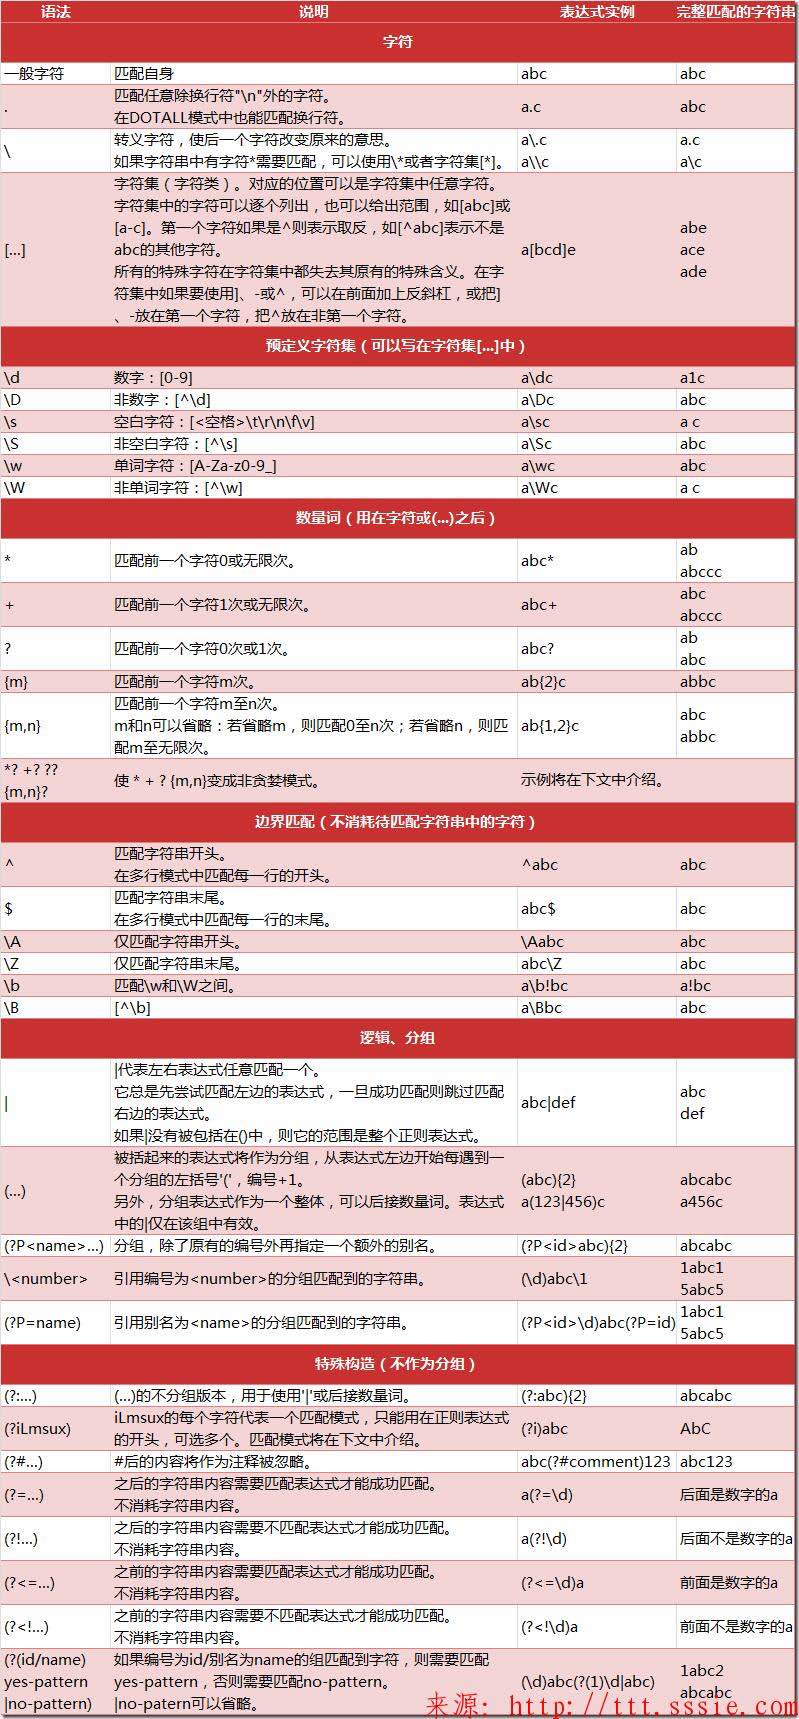 语法 说明 表达式实例 完整匹配的字符串
字符
一般字符 匹配自身 abc abc
. 匹配任意除换行符"\n"外的字符。
在DOTALL模式中也能匹配换行符。 a.c abc
\ 转义字符，使后一个字符改变原来的意思。
如果字符串中有字符*需要匹配，可以使用\*或者字符集[*]。 a\.c a.c
a\\c a\c
[...] 字符集（字符类）。对应的位置可以是字符集中任意字符。
字符集中的字符可以逐个列出，也可以给出范围，如[abc]或
[a-c]。第一个字符如果是^则表示取反，如[^abc]表示不是
abc的其他字符。
所有的特殊字符在字符集中都失去其原有的特殊含义。在字
符集中如果要使用]、-或^，可以在前面加上反斜杠，或把]
、-放在第一个字符，把^放在非第一个字符。
a[bcd]e abe
ace
ade
预定义字符集（可以写在字符集[...]中）
\d 数字：[0-9] a\dc a1c
\D 非数字：[^\d] a\Dc abc
\s 空白字符：[<空格>\t\r\n\f\v] a\sc a c
\S 非空白字符：[^\s] a\Sc abc
\w 单词字符：[A-Za-z0-9_] a\wc abc
\W 非单词字符：[^\w] a\Wc a c
数量词（用在字符或(...)之后）
* 匹配前一个字符0或无限次。 abc* ab
abccc
+ 匹配前一个字符1次或无限次。 abc+ abc
abccc
? 匹配前一个字符0次或1次。 abc? ab
abc
{m} 匹配前一个字符m次。 ab{2}c abbc
{m,n} 匹配前一个字符m至n次。
m和n可以省略：若省略m，则匹配0至n次；若省略n，则匹
配m至无限次。
ab{1,2}c abc
abbc
*? +? ??
{m,n}? 使 * + ? {m,n}变成非贪婪模式。 示例将在下文中介绍。
边界匹配（不消耗待匹配字符串中的字符）
^ 匹配字符串开头。
在多行模式中匹配每一行的开头。 ^abc abc
$ 匹配字符串末尾。
在多行模式中匹配每一行的末尾。 abc$ abc
\A 仅匹配字符串开头。 \Aabc abc
\Z 仅匹配字符串末尾。 abc\Z abc
\b 匹配\w和\W之间。 a\b!bc a!bc
\B [^\b] a\Bbc abc
逻辑、分组
| |代表左右表达式任意匹配一个。
它总是先尝试匹配左边的表达式，一旦成功匹配则跳过匹配
右边的表达式。
如果|没有被包括在()中，则它的范围是整个正则表达式。
abc|def abc
def
(...) 被括起来的表达式将作为分组，从表达式左边开始每遇到一
个分组的左括号'('，编号+1。
另外，分组表达式作为一个整体，可以后接数量词。表达式
中的|仅在该组中有效。
(abc){2} abcabc
a(123|456)c a456c
(?P<name>...) 分组，除了原有的编号外再指定一个额外的别名。 (?P<id>abc){2} abcabc
\<number> 引用编号为<number>的分组匹配到的字符串。 (\d)abc\1 1abc1
5abc5
(?P=name) 引用别名为<name>的分组匹配到的字符串。 (?P<id>\d)abc(?P=id) 1abc1
5abc5
特殊构造（不作为分组）
(?:...) (...)的不分组版本，用于使用'|'或后接数量词。 (?:abc){2} abcabc
(?iLmsux) iLmsux的每个字符代表一个匹配模式，只能用在正则表达式
的开头，可选多个。匹配模式将在下文中介绍。 (?i)abc AbC
(?#...) #后的内容将作为注释被忽略。 abc(?#comment)123 abc123
(?=...) 之后的字符串内容需要匹配表达式才能成功匹配。
不消耗字符串内容。 a(?=\d) 后面是数字的a
(?!...) 之后的字符串内容需要不匹配表达式才能成功匹配。
不消耗字符串内容。 a(?!\d) 后面不是数字的a
(?<=...) 之前的字符串内容需要匹配表达式才能成功匹配。
不消耗字符串内容。 (?<=\d)a 前面是数字的a
(?<!...) 之前的字符串内容需要不匹配表达式才能成功匹配。
不消耗字符串内容。 (?<!\d)a 前面不是数字的a
(?(id/name)
yes-pattern
|no-pattern) 如果编号为id/别名为name的组匹配到字符，则需要匹配
yes-pattern，否则需要匹配no-pattern。
|no-patern可以省略。
(\d)abc(?(1)\d|abc) 1abc2
abcabc
来源: http://ttt.sssie.com